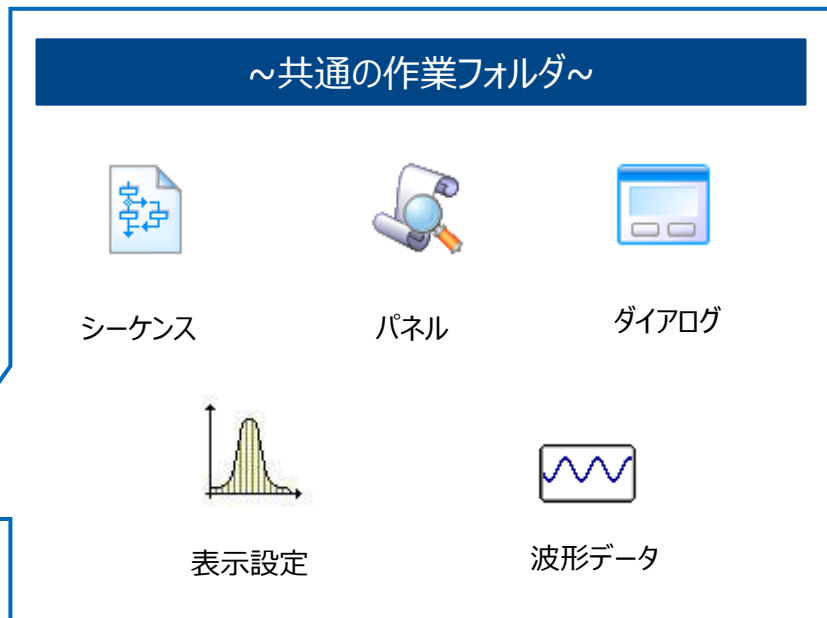 ~共通の作業フォルダ~
シーケンス
パネル
ダイアログ
表示設定
波形データ